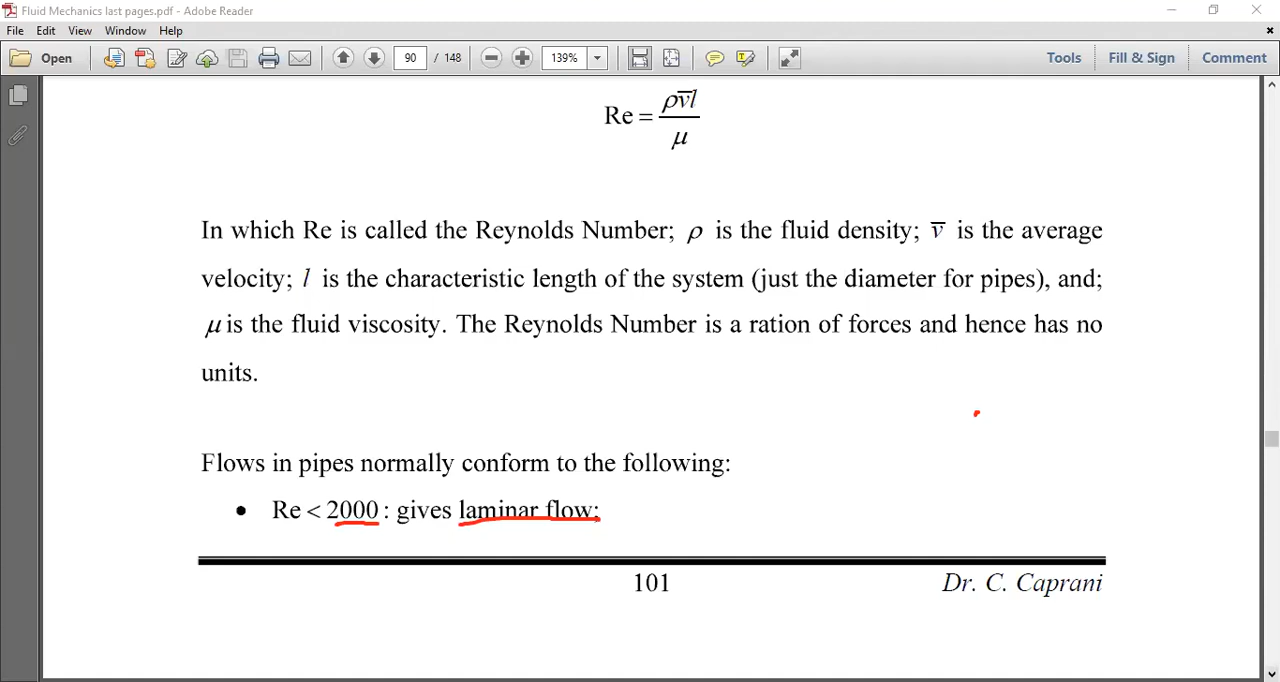 Fluid Mechanics last pages.pdf - Adobe Reader
File Edit View Window Help
Open 90 / 148 139% Tools Fill & Sign Comment
Re = ρv̅l / μ
In which Re is called the Reynolds Number; ρ is the fluid density; v̅ is the average
velocity; l is the characteristic length of the system (just the diameter for pipes), and;
μ is the fluid viscosity. The Reynolds Number is a ration of forces and hence has no
units.
Flows in pipes normally conform to the following:
• Re < 2000 : gives laminar flow;
101 Dr. C. Caprani